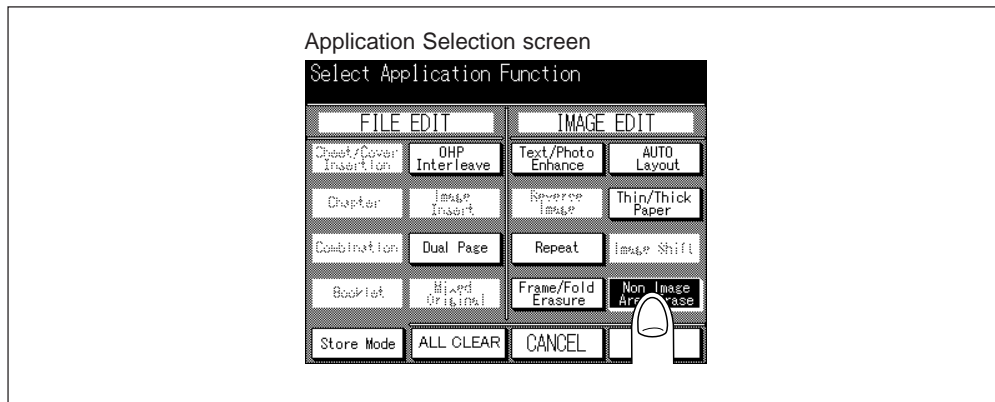 Application Selection screen
Select Application Function
FILE EDIT
IMAGE EDIT
Sheet/Cover
Insertion
OHP
Interleave
Text/Photo
Enhance
AUTO
Layout
Chapter
Image
Insert
Reverse
Image
Thin/Thick
Paper
Combination
Dual Page
Repeat
Image Shift
Booklet
Mixed
Original
Frame/Fold
Erasure
Non Image
Area Erase
Store Mode
ALL CLEAR
CANCEL